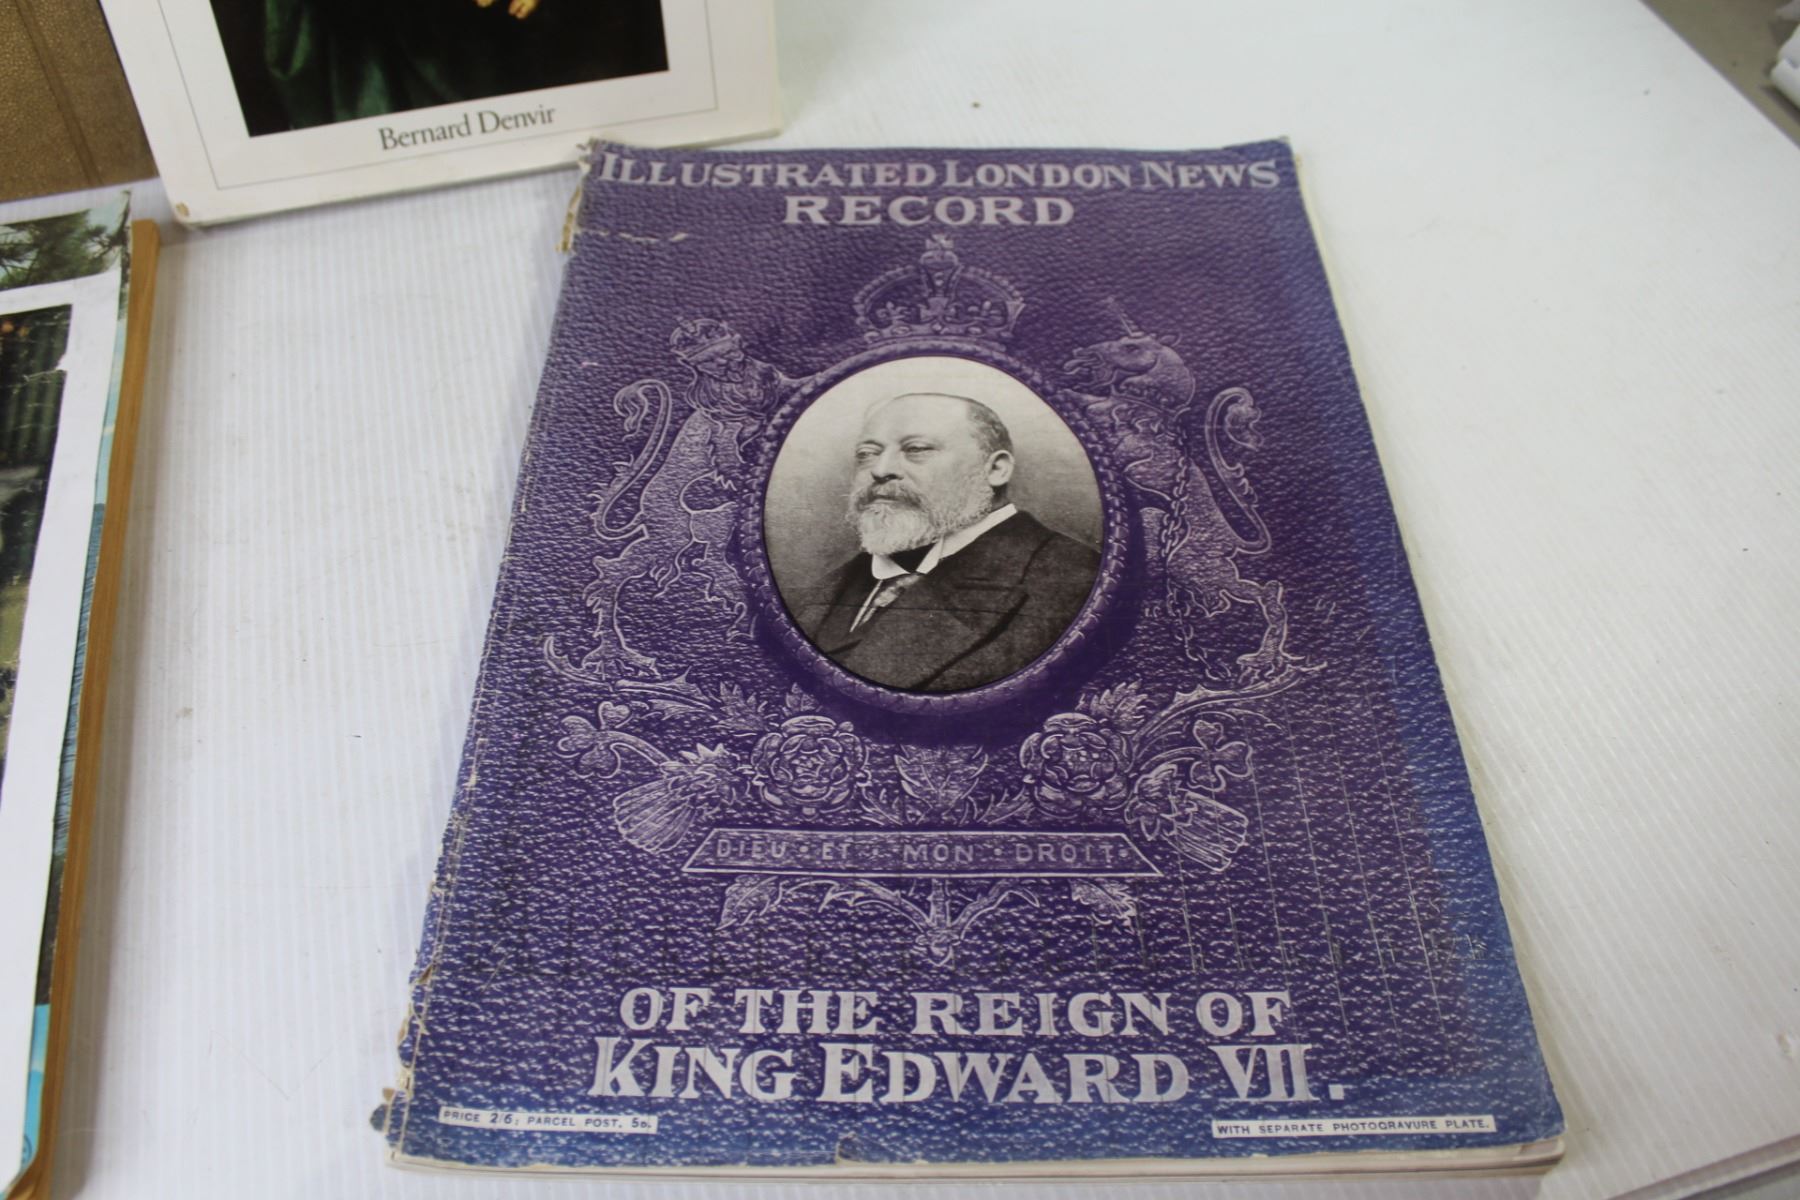 Bernard Denvir
ILLUSTRATED LONDON NEWS
RECORD
DIEU · ET · MON · DROIT ·
OF THE REIGN OF
KING EDWARD VII.
PRICE 2/6; PARCEL POST, 5D.
WITH SEPARATE PHOTOGRAVURE PLATE.